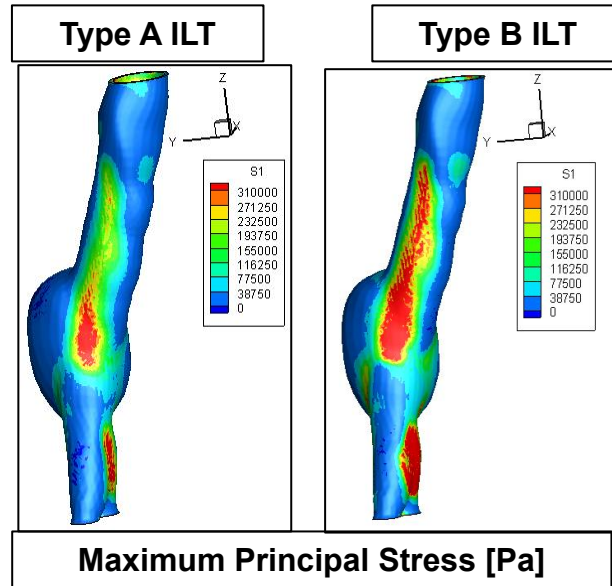 Type A ILT
Type B ILT
Z
Y
X
S1
310000
271250
232500
193750
155000
116250
77500
38750
0
Z
Y
X
S1
310000
271250
232500
193750
155000
116250
77500
38750
0
Maximum Principal Stress [Pa]